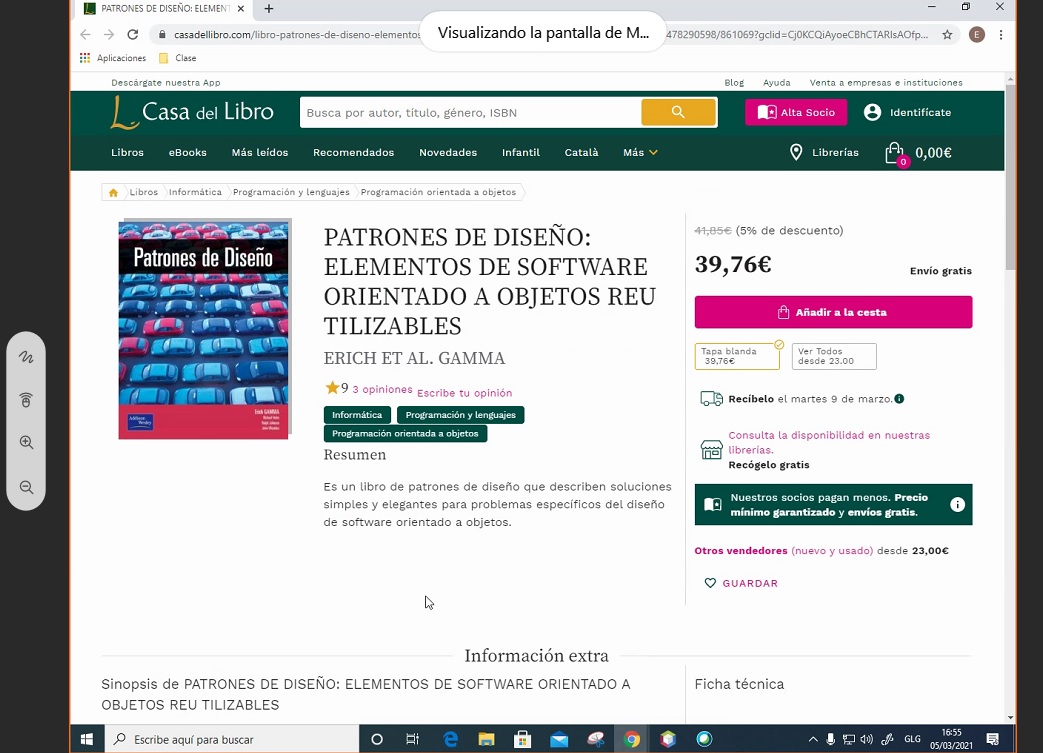 PATRONES DE DISEÑO: ELEMENT
casadellibro.com/libro-patrones-de-diseno-elementos
Visualizando la pantalla de M...
478290598/861069?gclid=Cj0KCQiAyoeCBhCTARIsAOfp...
E
Aplicaciones
Clase
Descárgate nuestra App
Blog
Ayuda
Venta a empresas e instituciones
Casa del Libro
Busca por autor, título, género, ISBN
Alta Socio
Identifícate
Libros
eBooks
Más leídos
Recomendados
Novedades
Infantil
Català
Más
Librerías
0
0,00€
Libros
Informática
Programación y lenguajes
Programación orientada a objetos
Patrones de Diseño
Addison
Wesley
PATRONES DE DISEÑO:
ELEMENTOS DE SOFTWARE
ORIENTADO A OBJETOS REU
TILIZABLES
ERICH ET AL. GAMMA
9 3 opiniones Escribe tu opinión
Informática
Programación y lenguajes
Programación orientada a objetos
Resumen
Es un libro de patrones de diseño que describen soluciones
simples y elegantes para problemas específicos del diseño
de software orientado a objetos.
41,85€ (5% de descuento)
39,76€
Envío gratis
Añadir a la cesta
Tapa blanda
39,76€
Ver Todos
desde 23.00
Recíbelo el martes 9 de marzo.
Consulta la disponibilidad en nuestras
librerías.
Recógelo gratis
Nuestros socios pagan menos. Precio
mínimo garantizado y envíos gratis.
Otros vendedores (nuevo y usado) desde 23,00€
GUARDAR
Información extra
Sinopsis de PATRONES DE DISEÑO: ELEMENTOS DE SOFTWARE ORIENTADO A
OBJETOS REU TILIZABLES
Ficha técnica
Escribe aquí para buscar
GLG
16:55
05/03/2021